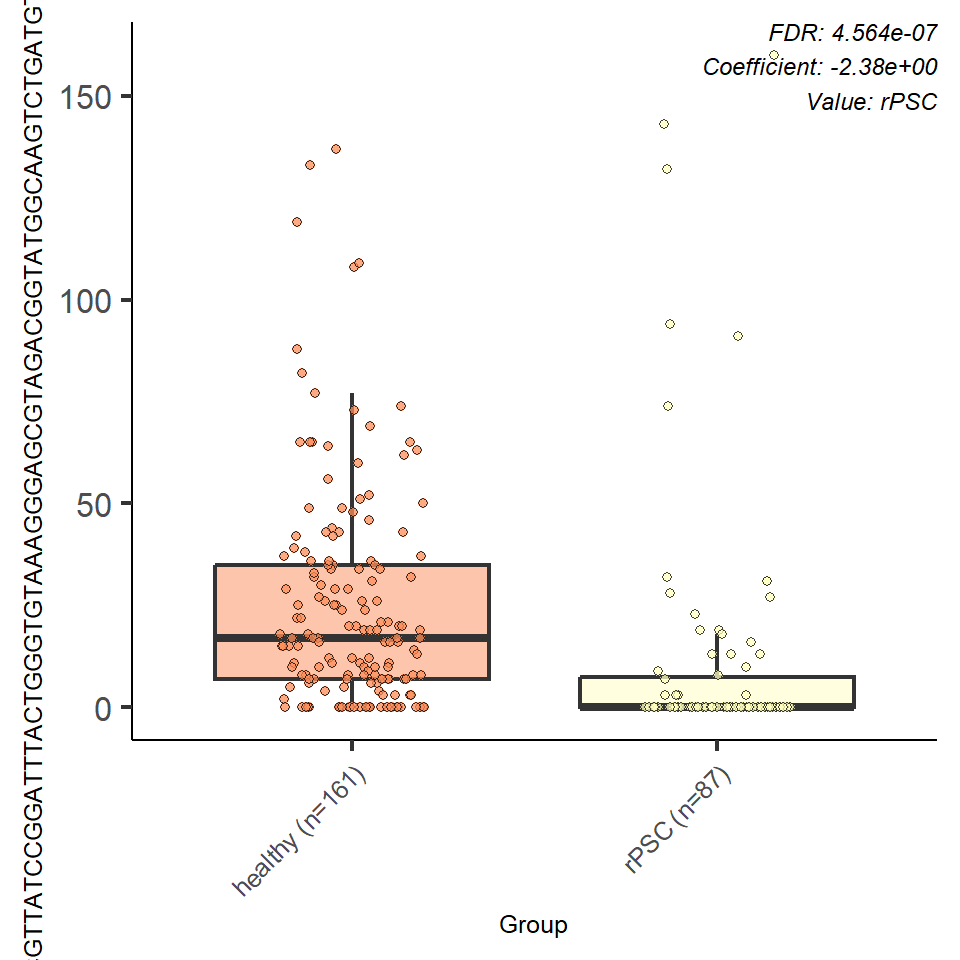 FDR: 4.564e-07
Coefficient: -2.38e+00
Value: rPSC
GTTATCCGGATTTACTGGGTGTAAAGGGAGCGTAGACGGTATGGCAAGTCTGATG
150
100
50
0
healthy (n=161)
rPSC (n=87)
Group